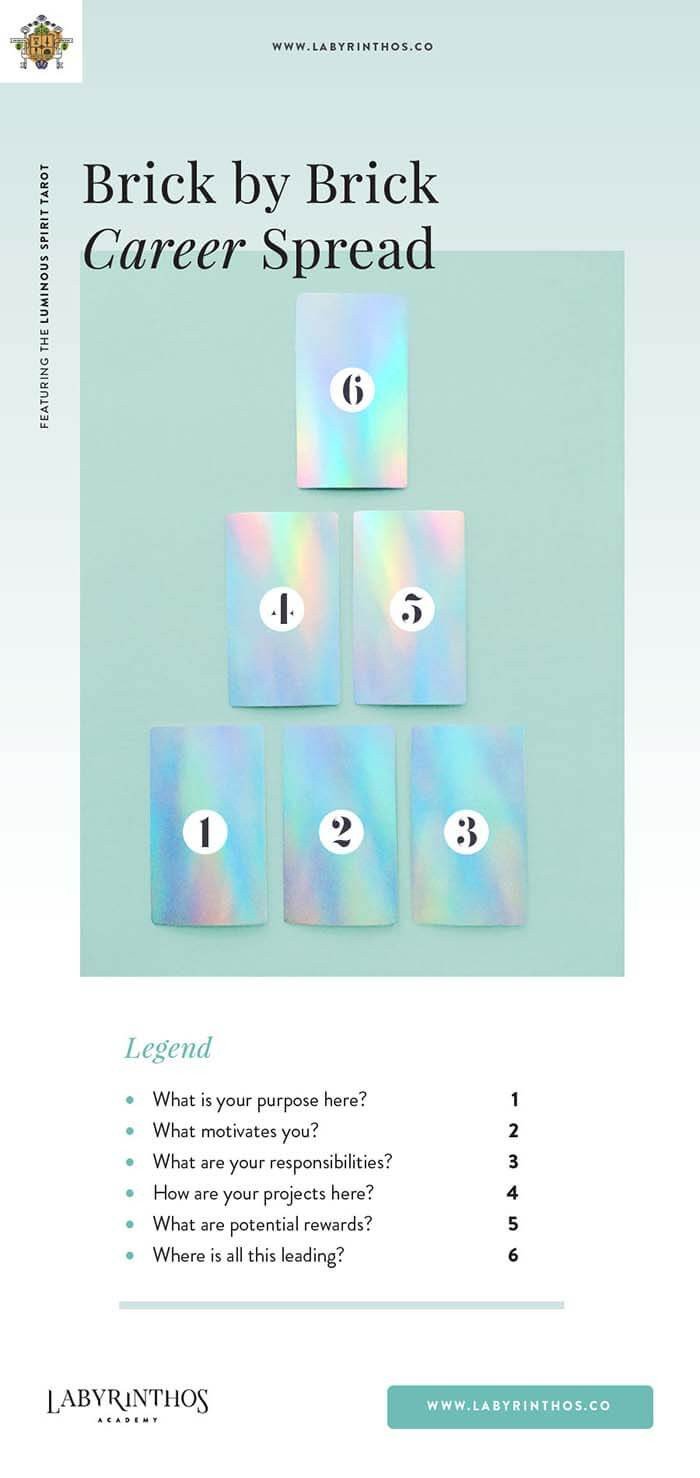 WWW.LABYRINTHOS.CO
FEATURING THE LUMINOUS SPIRIT TAROT
Brick by Brick
Career Spread
6
4 5
1 2 3
Legend
What is your purpose here? 1
What motivates you? 2
What are your responsibilities? 3
How are your projects here? 4
What are potential rewards? 5
Where is all this leading? 6
LABYRINTHOS
ACADEMY
WWW.LABYRINTHOS.CO